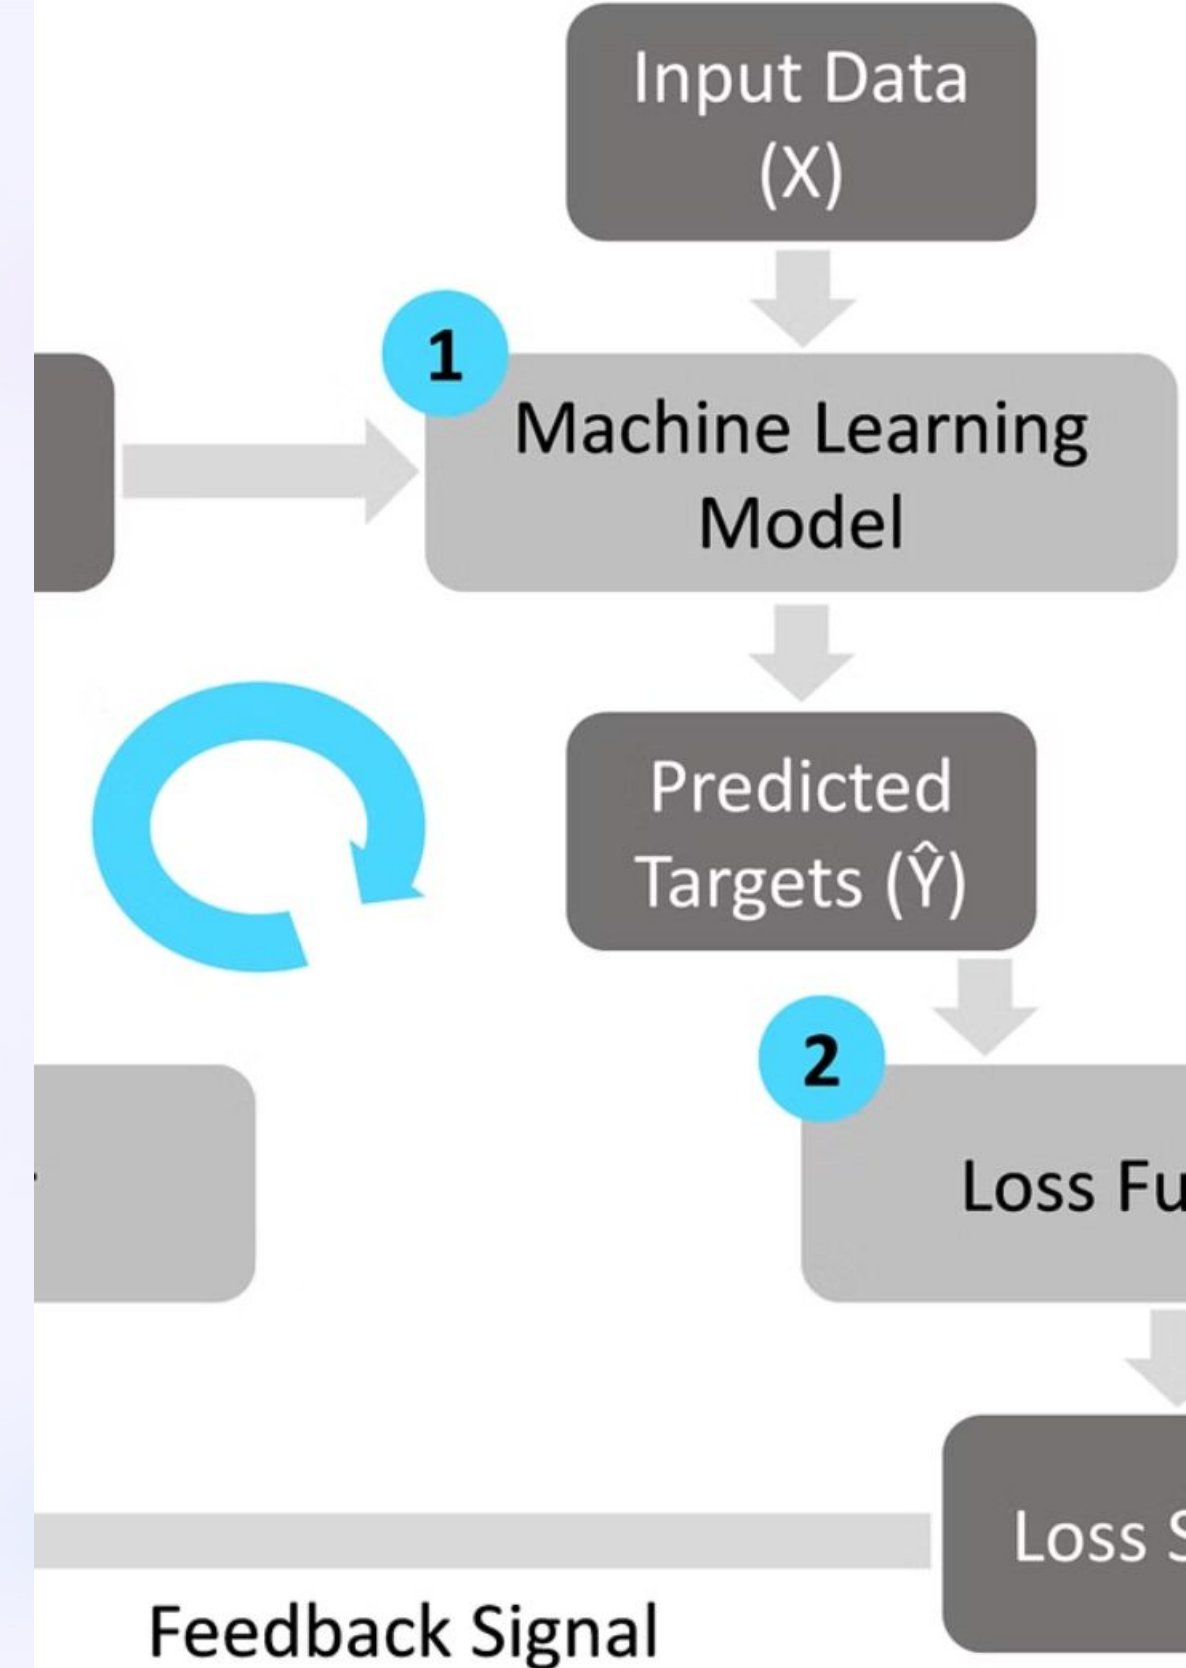 Input Data
(X)
1
Machine Learning
Model
Predicted
Targets (Ŷ)
2
Loss Fu
Loss S
Feedback Signal